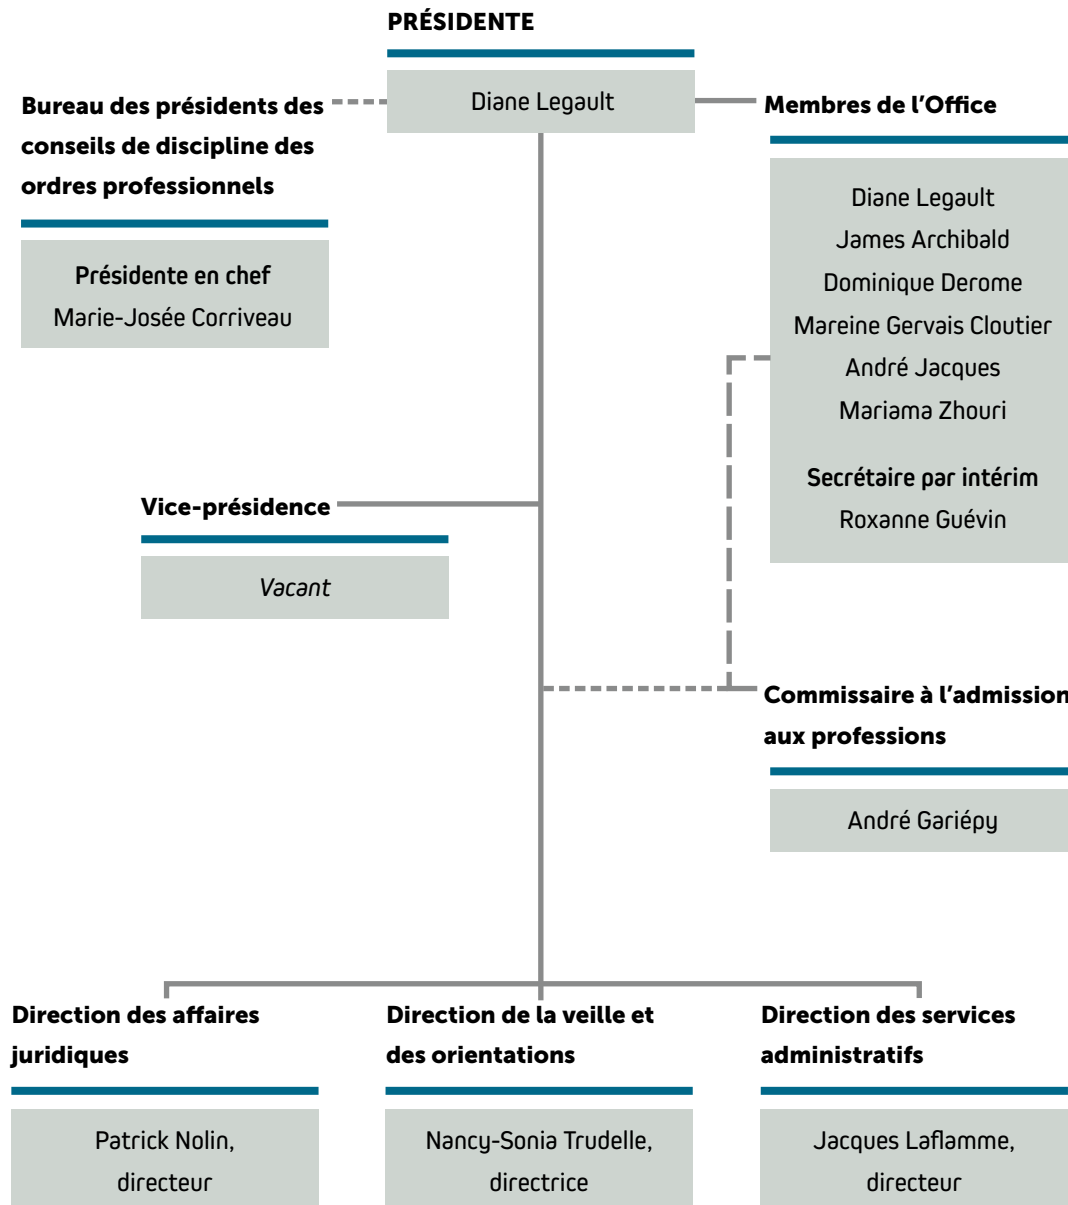 PRÉSIDENTE
Diane Legault
Bureau des présidents des
conseils de discipline des
ordres professionnels
Présidente en chef
Marie-Josée Corriveau
Membres de l'Office
Diane Legault
James Archibald
Dominique Derome
Mareine Gervais Cloutier
André Jacques
Mariama Zhouri
Secrétaire par intérim
Roxanne Guévin
Vice-présidence
Vacant
Commissaire à l'admission
aux professions
André Gariépy
Direction des affaires
juridiques
Patrick Nolin,
directeur
Direction de la veille et
des orientations
Nancy-Sonia Trudelle,
directrice
Direction des services
administratifs
Jacques Laflamme,
directeur